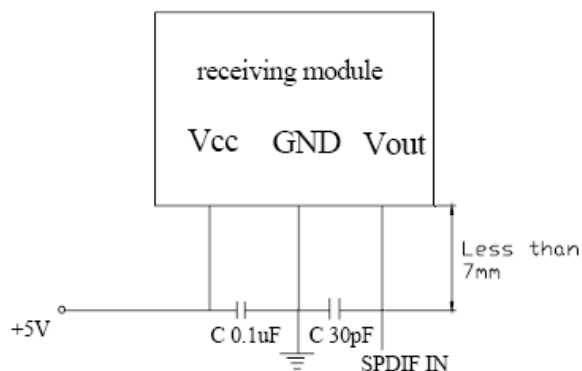 receiving module
Vcc GND Vout
Less than
7mm
+5V
C 0.1uF C 30pF
SPDIF IN